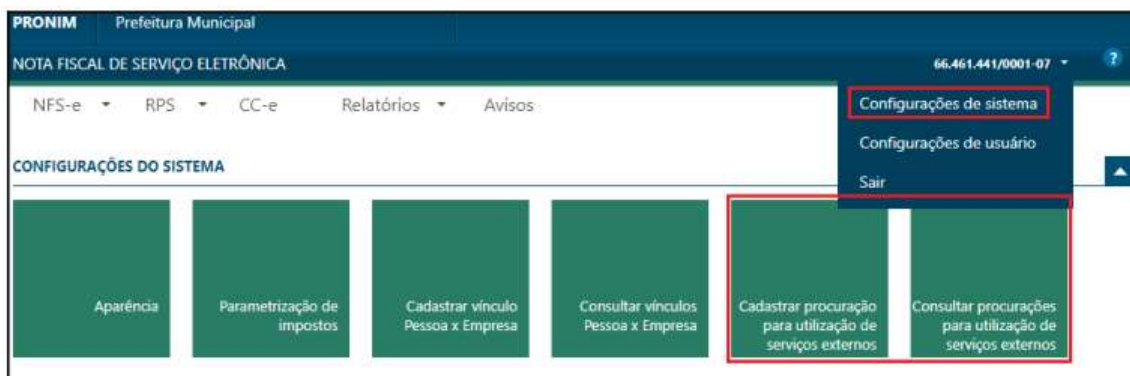 PRONIM Prefeitura Municipal
NOTA FISCAL DE SERVIÇO ELETRÔNICA 66.461.441/0001-07 ?
NFS-e RPS CC-e Relatórios Avisos
Configurações de sistema
Configurações de usuário
Sair
CONFIGURAÇÕES DO SISTEMA
Aparência
Parametrização de
impostos
Cadastrar vínculo
Pessoa x Empresa
Consultar vínculos
Pessoa x Empresa
Cadastrar procuração
para utilização de
serviços externos
Consultar procurações
para utilização de
serviços externos